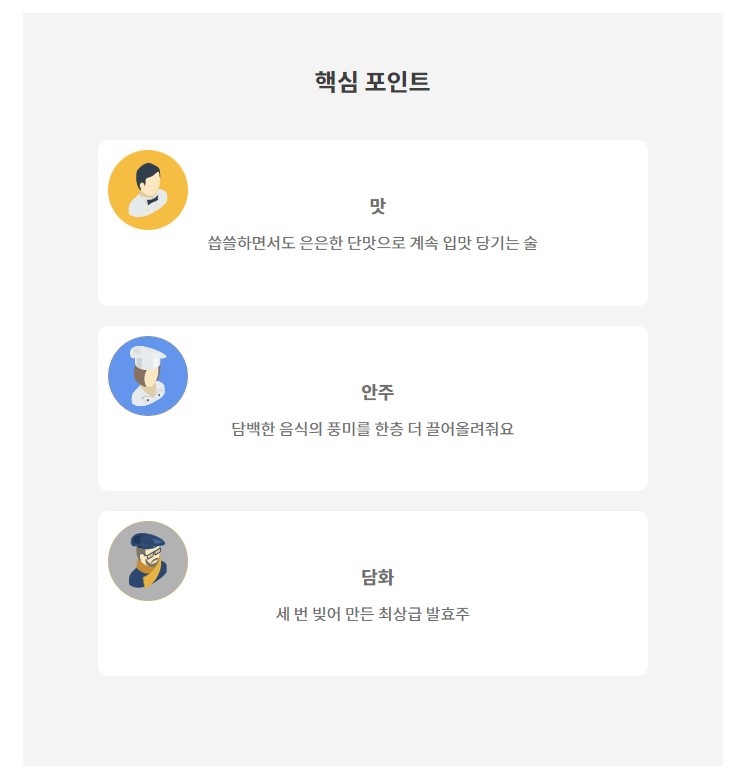 핵심 포인트
맛
씁쓸하면서도 은은한 단맛으로 계속 입맛 당기는 술
안주
담백한 음식의 풍미를 한층 더 끌어올려줘요
담화
세 번 빚어 만든 최상급 발효주